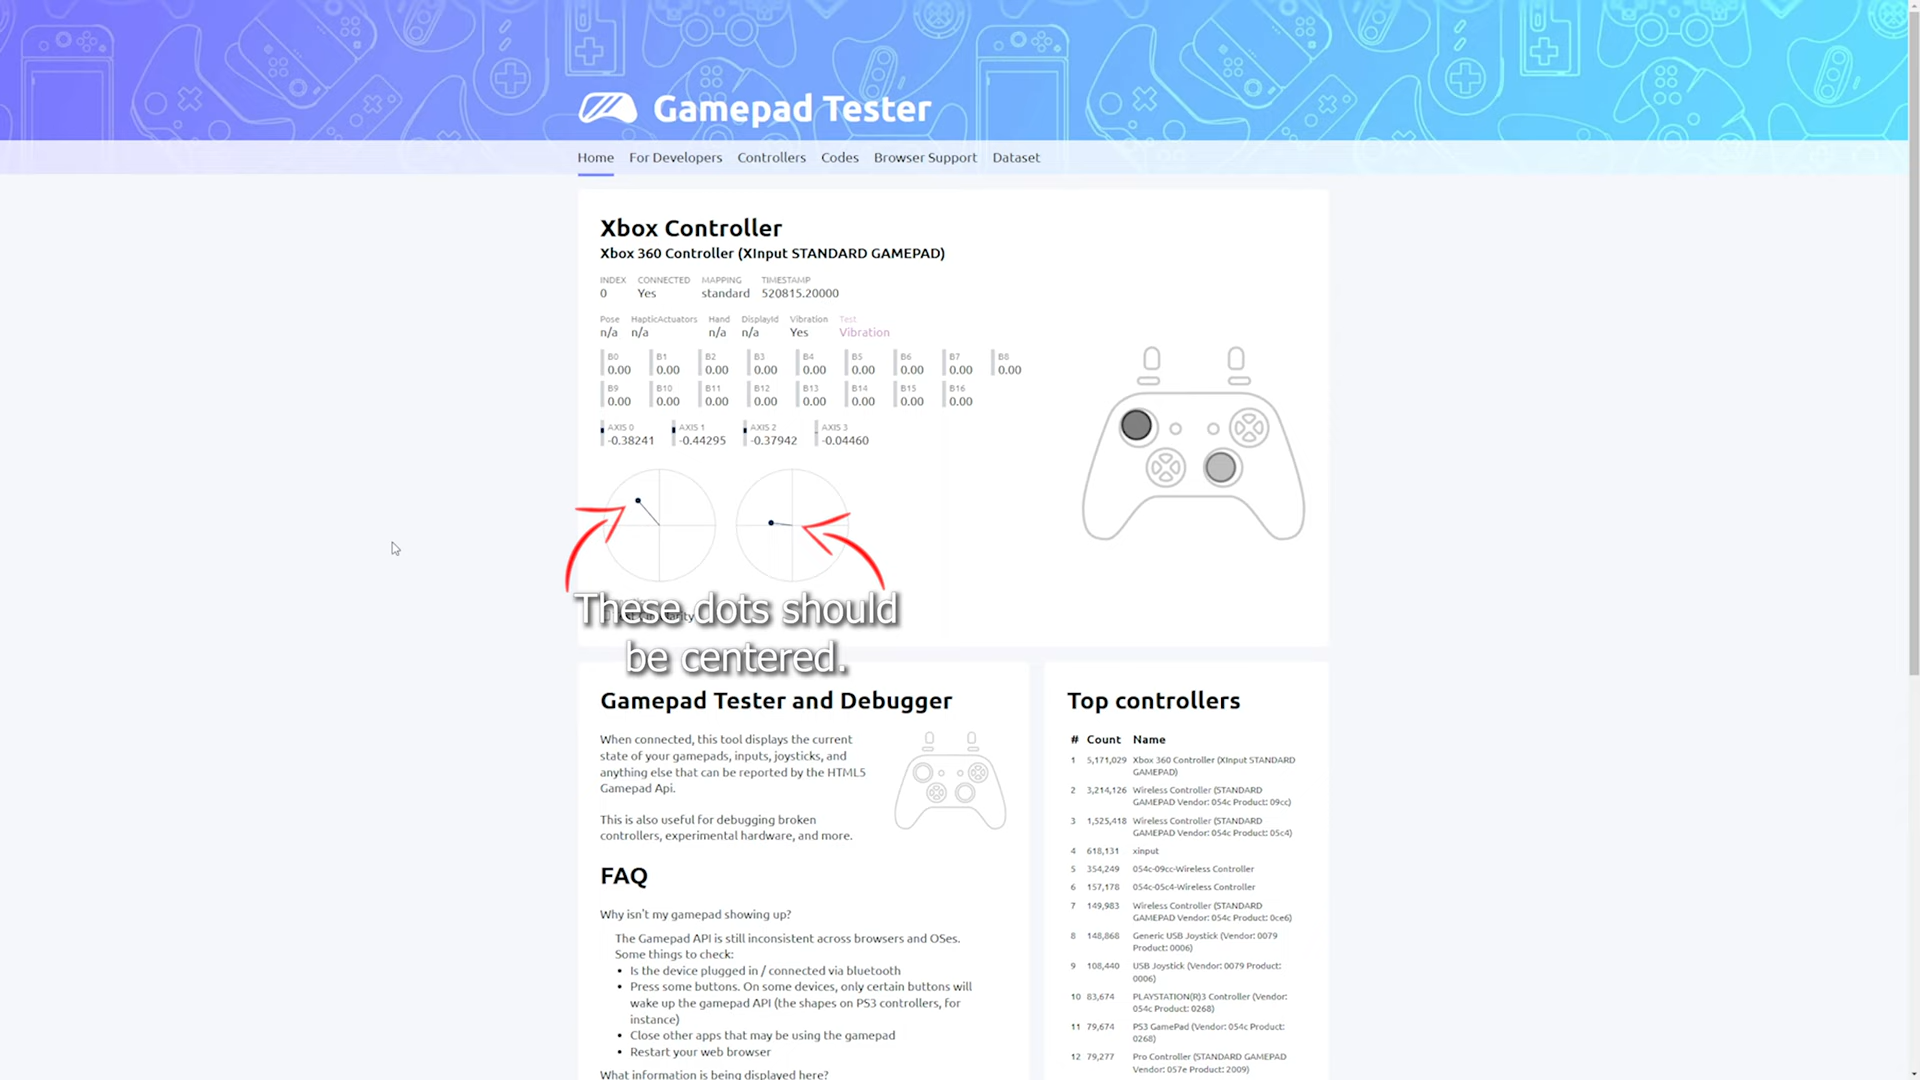 Gamepad Tester
Home For Developers Controllers Codes Browser Support Dataset
Xbox Controller
Xbox 360 Controller (XInput STANDARD GAMEPAD)
INDEX CONNECTED MAPPING TIMESTAMP
0 Yes standard 520815.20000
Pose HapticActuators Hand DisplayId Vibration Test
n/a n/a n/a n/a Yes Vibration
B0 B1 B2 B3 B4 B5 B6 B7 B8
0.00 0.00 0.00 0.00 0.00 0.00 0.00 0.00 0.00
B9 B10 B11 B12 B13 B14 B15 B16
0.00 0.00 0.00 0.00 0.00 0.00 0.00 0.00
AXIS 0 AXIS 1 AXIS 2 AXIS 3
-0.38241 -0.44295 -0.37942 -0.04460
These dots should
be centered.
Gamepad Tester and Debugger
When connected, this tool displays the current
state of your gamepads, inputs, joysticks, and
anything else that can be reported by the HTML5
Gamepad Api.
This is also useful for debugging broken
controllers, experimental hardware, and more.
FAQ
Why isn't my gamepad showing up?
The Gamepad API is still inconsistent across browsers and OSes.
Some things to check:
• Is the device plugged in / connected via bluetooth
• Press some buttons. On some devices, only certain buttons will
wake up the gamepad API (the shapes on PS3 controllers, for
instance)
• Close other apps that may be using the gamepad
• Restart your web browser
What information is being displayed here?
Top controllers
# Count Name
1 5,171,029 Xbox 360 Controller (XInput STANDARD
GAMEPAD)
2 3,214,126 Wireless Controller (STANDARD
GAMEPAD Vendor: 054c Product: 09cc)
3 1,525,418 Wireless Controller (STANDARD
GAMEPAD Vendor: 054c Product: 05c4)
4 618,131 xinput
5 354,249 054c-09cc-Wireless Controller
6 157,178 054c-05c4-Wireless Controller
7 149,983 Wireless Controller (STANDARD
GAMEPAD Vendor: 054c Product: 0ce6)
8 148,868 Generic USB Joystick (Vendor: 0079
Product: 0006)
9 108,440 USB Joystick (Vendor: 0079 Product:
0006)
10 83,674 PLAYSTATION(R)3 Controller (Vendor:
054c Product: 0268)
11 79,674 PS3 GamePad (Vendor: 054c Product:
0268)
12 79,277 Pro Controller (STANDARD GAMEPAD
Vendor: 057e Product: 2009)